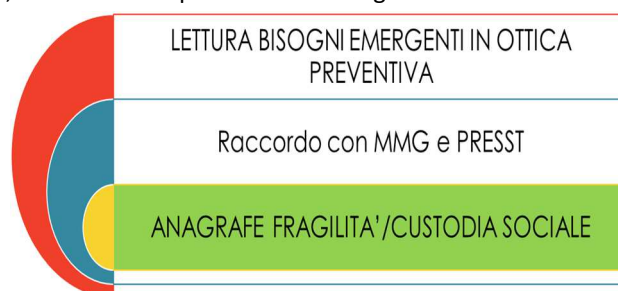 LETTURA BISOGNI EMERGENTI IN OTTICA
PREVENTIVA
Raccordo con MMG e PRESST
ANAGRAFE FRAGILITA'/CUSTODIA SOCIALE